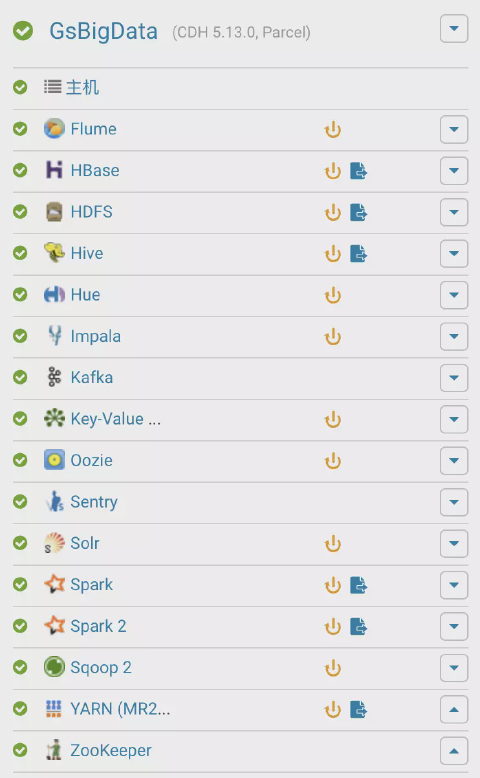 GsBigData (CDH 5.13.0, Parcel)
主机
Flume
HBase
HDFS
Hive
Hue
Impala
Kafka
Key-Value ...
Oozie
Sentry
Solr
Spark
Spark 2
Sqoop 2
YARN (MR2...
ZooKeeper